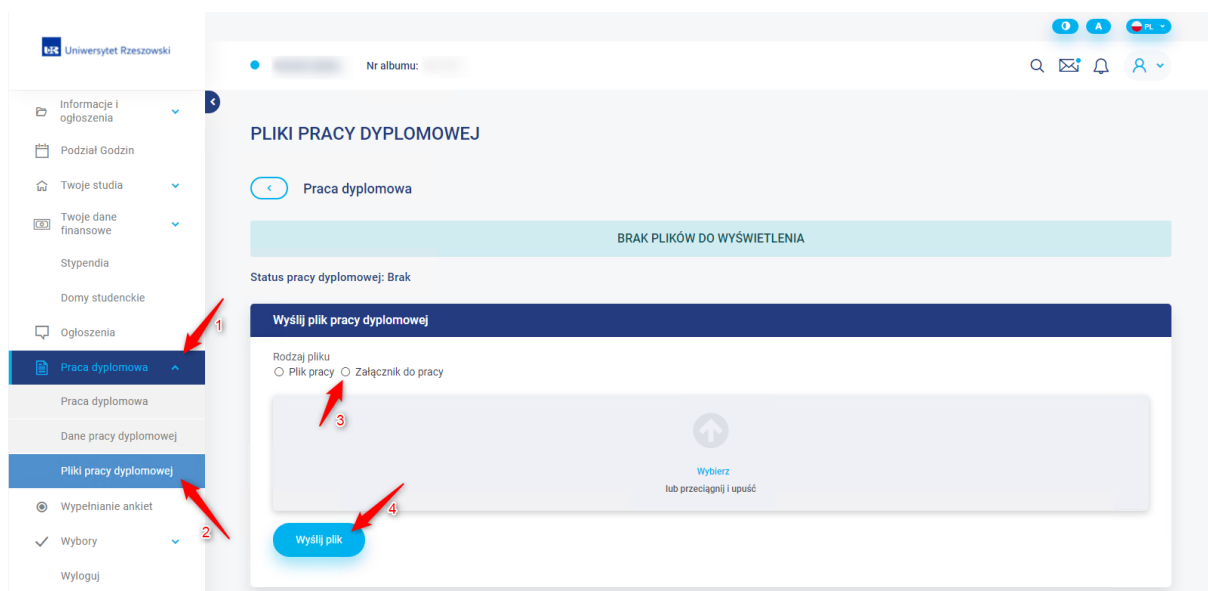 A
PL
UR Uniwersytet Rzeszowski
Nr albumu:
Informacje i
ogłoszenia
Podział Godzin
Twoje studia
Twoje dane
finansowe
Stypendia
Domy studenckie
Ogłoszenia
1
Praca dyplomowa
Praca dyplomowa
Dane pracy dyplomowej
Pliki pracy dyplomowej
2
Wypełnianie ankiet
Wybory
Wyloguj
PLIKI PRACY DYPLOMOWEJ
Praca dyplomowa
BRAK PLIKÓW DO WYŚWIETLENIA
Status pracy dyplomowej: Brak
Wyślij plik pracy dyplomowej
Rodzaj pliku
Plik pracy Załącznik do pracy
3
Wybierz
lub przeciągnij i upuść
4
Wyślij plik